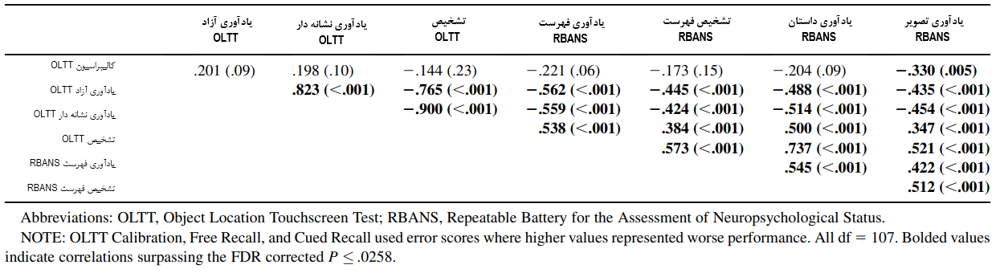 یادآوری آزاد یادآوری نشانه دار تشخیص یادآوری فهرست تشخیص فهرست یادآوری داستان یادآوری تصویر
OLTT OLTT OLTT RBANS RBANS RBANS RBANS
کالیبراسیون OLTT .201 (.09) .198 (.10) −.144 (.23) −.221 (.06) −.173 (.15) −.204 (.09) −.330 (.005)
یادآوری آزاد OLTT .823 (<.001) −.765 (<.001) −.562 (<.001) −.445 (<.001) −.488 (<.001) −.435 (<.001)
یادآوری نشانه دار OLTT −.900 (<.001) −.559 (<.001) −.424 (<.001) −.514 (<.001) −.454 (<.001)
تشخیص OLTT .538 (<.001) .384 (<.001) .500 (<.001) .347 (<.001)
.573 (<.001) .737 (<.001) .521 (<.001)
یادآوری فهرست RBANS .545 (<.001) .422 (<.001)
تشخیص فهرست RBANS .512 (<.001)
Abbreviations: OLTT, Object Location Touchscreen Test; RBANS, Repeatable Battery for the Assessment of Neuropsychological Status.
NOTE: OLTT Calibration, Free Recall, and Cued Recall used error scores where higher values represented worse performance. All df = 107. Bolded values
indicate correlations surpassing the FDR corrected P ≤ .0258.